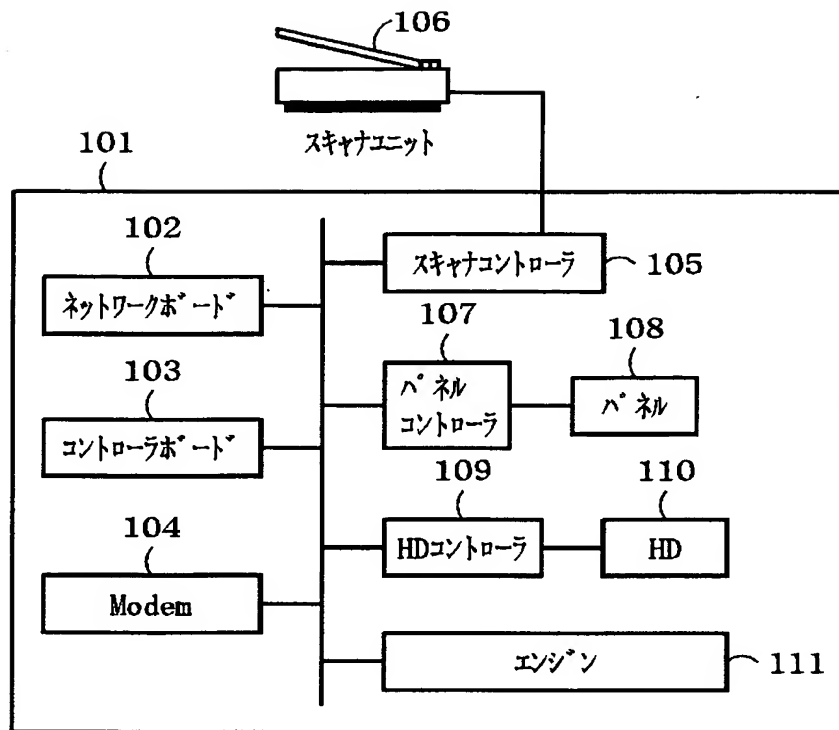 106
スキャナユニット
101
102
ネットワークボード
スキャナコントローラ
105
103
コントローラボード
107
パネル
コントローラ
108
パネル
104
Modem
109
HDコントローラ
110
HD
エンジン
111